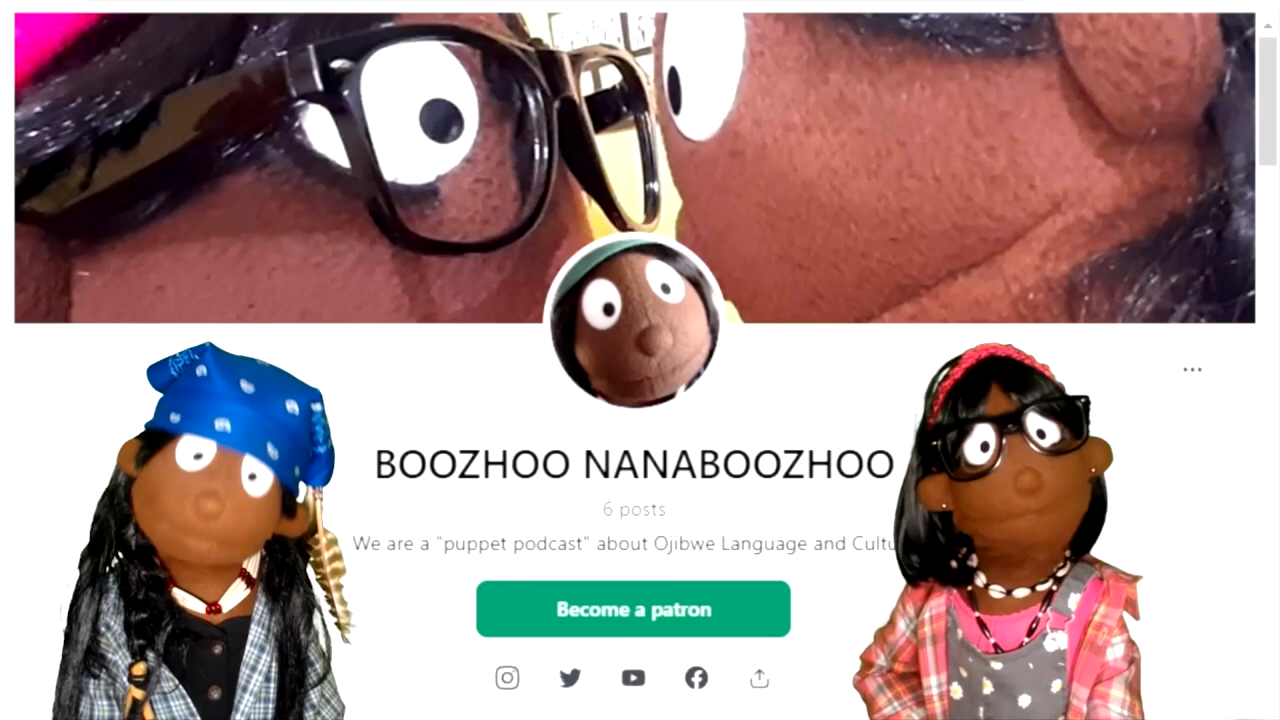 BOOZHOO NANABOOZHOO
6 posts
We are a "puppet podcast" about Ojibwe Language and Cultu
Become a patron